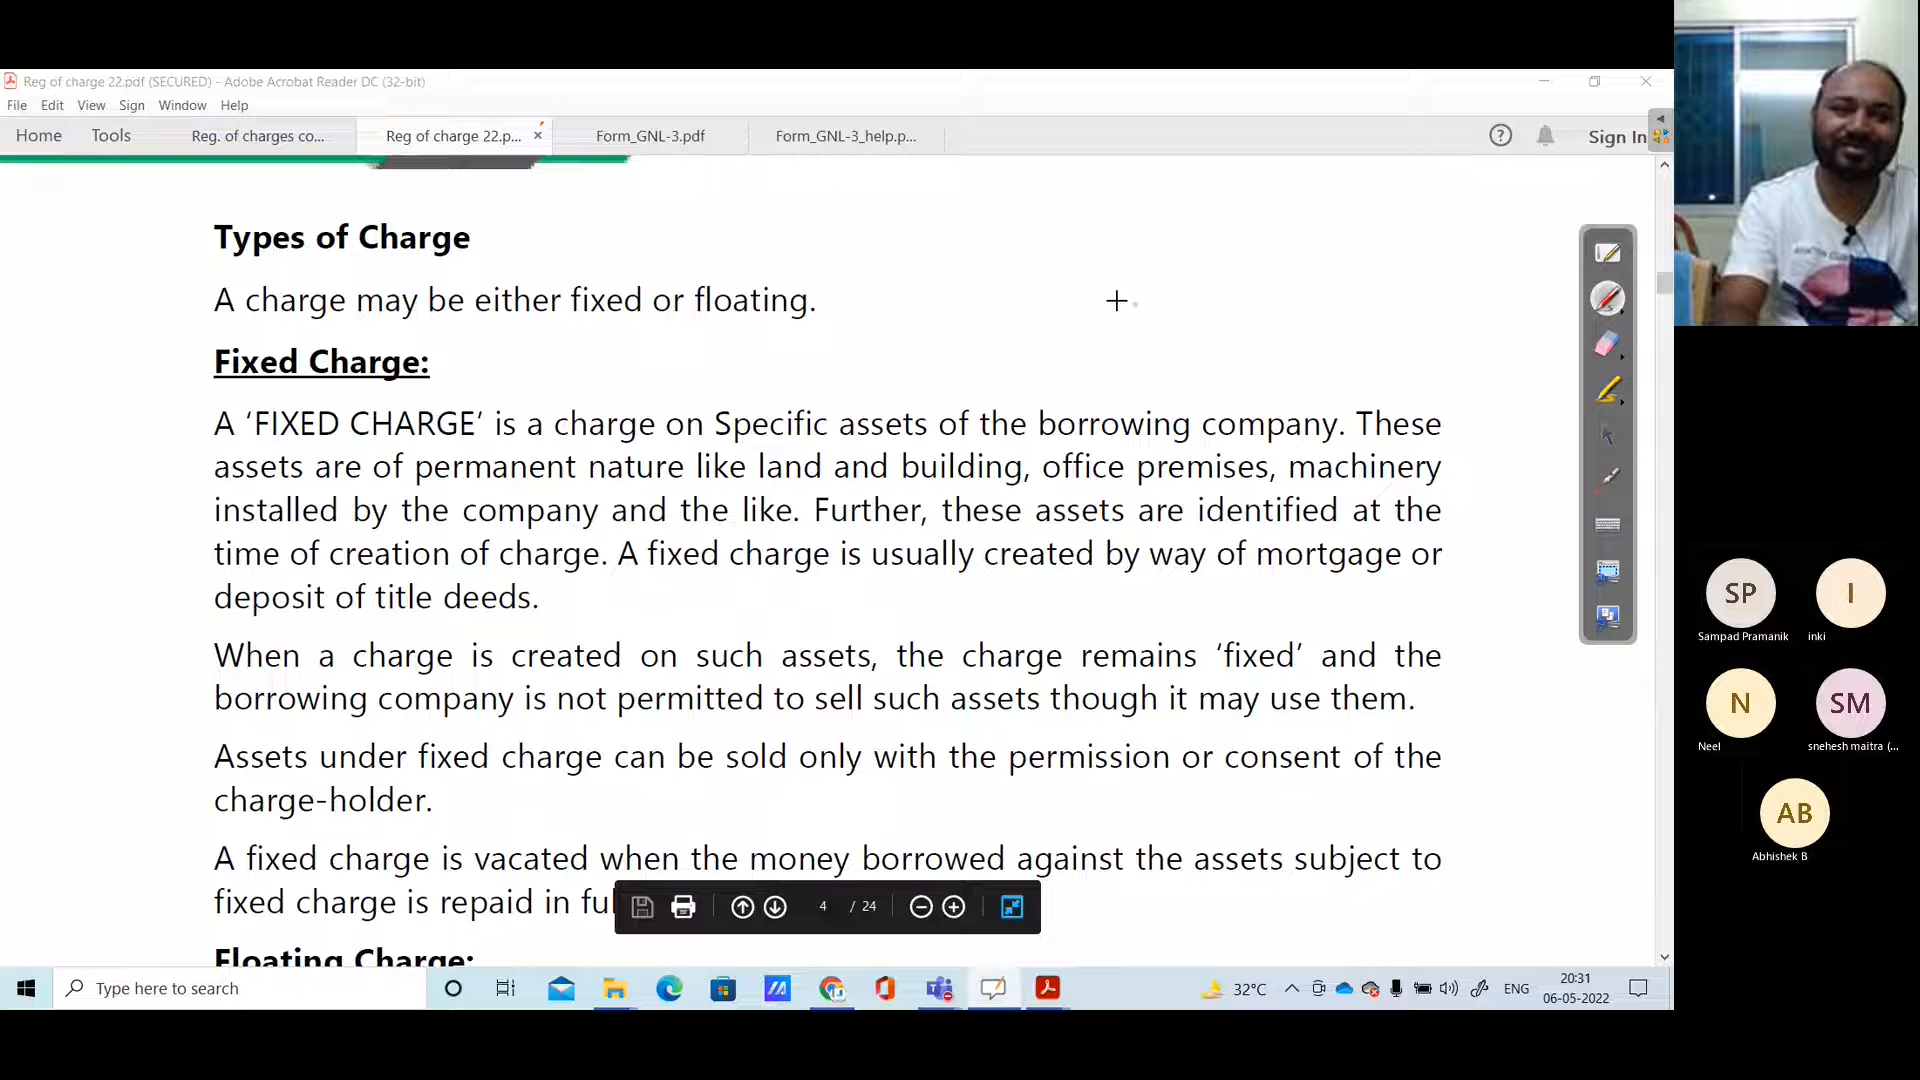 Reg of charge 22.pdf (SECURED) - Adobe Acrobat Reader DC (32-bit)
File Edit View Sign Window Help
Home Tools Reg. of charges co... Reg of charge 22.p... Form_GNL-3.pdf Form_GNL-3_help.p... Sign In
Types of Charge
A charge may be either fixed or floating.
Fixed Charge:
A ‘FIXED CHARGE’ is a charge on Specific assets of the borrowing company. These
assets are of permanent nature like land and building, office premises, machinery
installed by the company and the like. Further, these assets are identified at the
time of creation of charge. A fixed charge is usually created by way of mortgage or
deposit of title deeds.
When a charge is created on such assets, the charge remains ‘fixed’ and the
borrowing company is not permitted to sell such assets though it may use them.
Assets under fixed charge can be sold only with the permission or consent of the
charge-holder.
A fixed charge is vacated when the money borrowed against the assets subject to
fixed charge is repaid in ful
4 / 24
Floating Charge:
SP I
Sampad Pramanik inki
N SM
Neel snehesh maitra (...
AB
Abhishek B
Type here to search
32°C ENG
20:31
06-05-2022